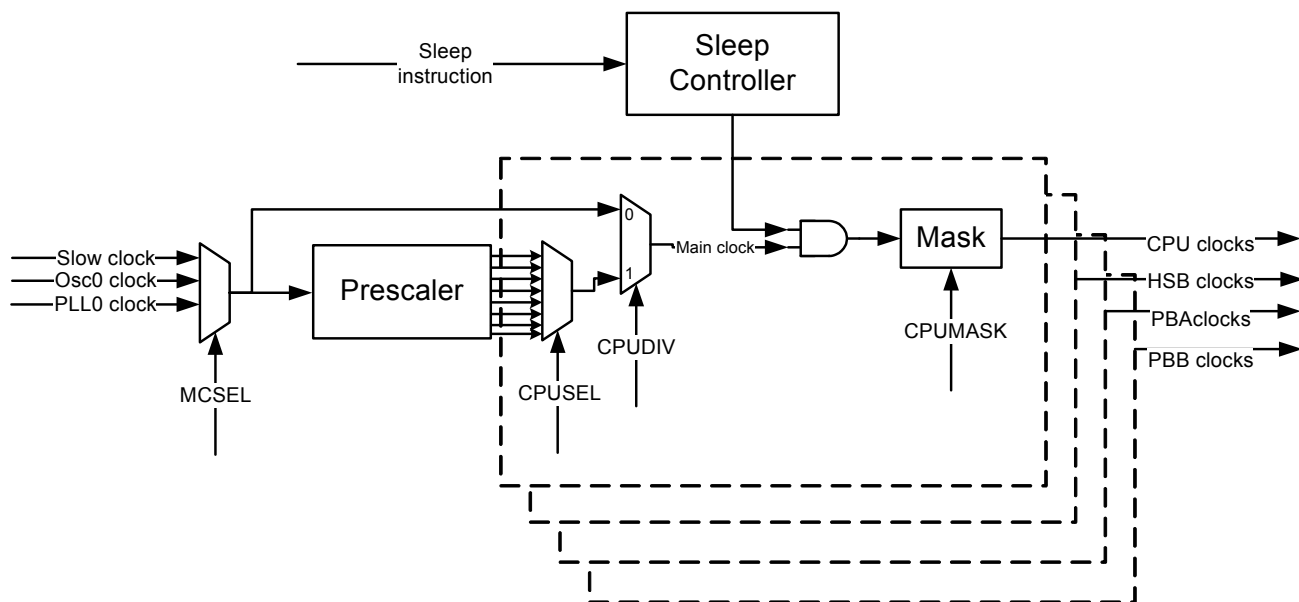 Sleep
instruction
Sleep
Controller
Slow clock
Osc0 clock
PLL0 clock
MCSEL
Prescaler
CPUSEL
0
1
CPUDIV
Main clock
Mask
CPUMASK
CPU clocks
HSB clocks
PBAclocks
PBB clocks